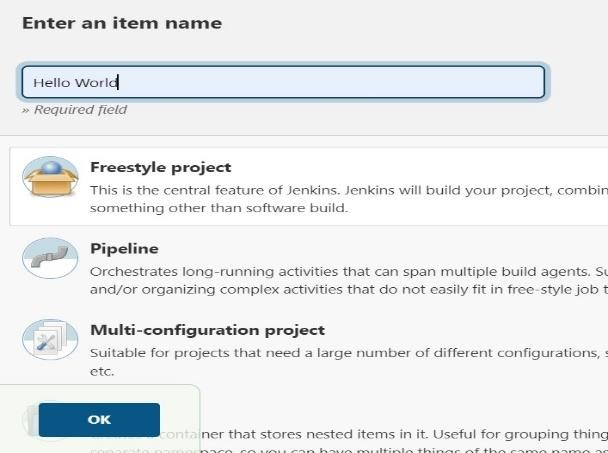 Enter an item name
Hello World
» Required field
Freestyle project
This is the central feature of Jenkins. Jenkins will build your project, combin
something other than software build.
Pipeline
Orchestrates long-running activities that can span multiple build agents. Su
and/or organizing complex activities that do not easily fit in free-style job t
Multi-configuration project
Suitable for projects that need a large number of different configurations, s
etc.
OK
container that stores nested items in it. Useful for grouping thing
separate namespace, so you can have multiple things of the same name as